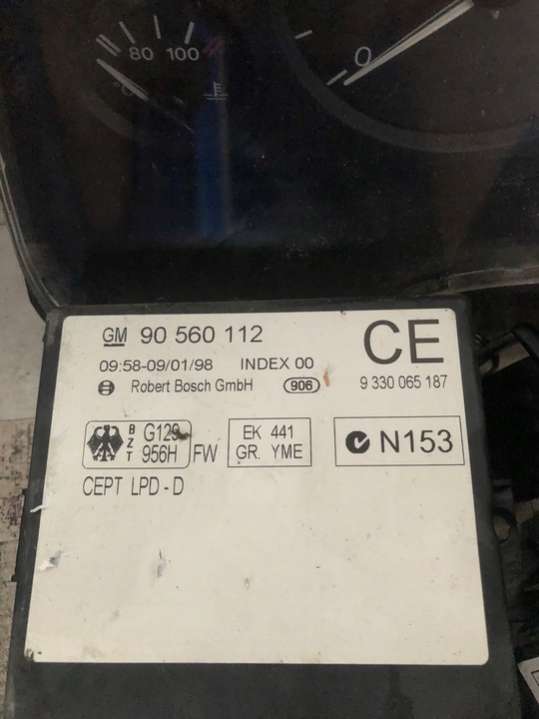 80 100
0
GM 90 560 112
CE
09:58-09/01/98 INDEX 00
Robert Bosch GmbH 906 9 330 065 187
BZT G129 956H FW
EK 441
GR. YME
N153
CEPT LPD - D